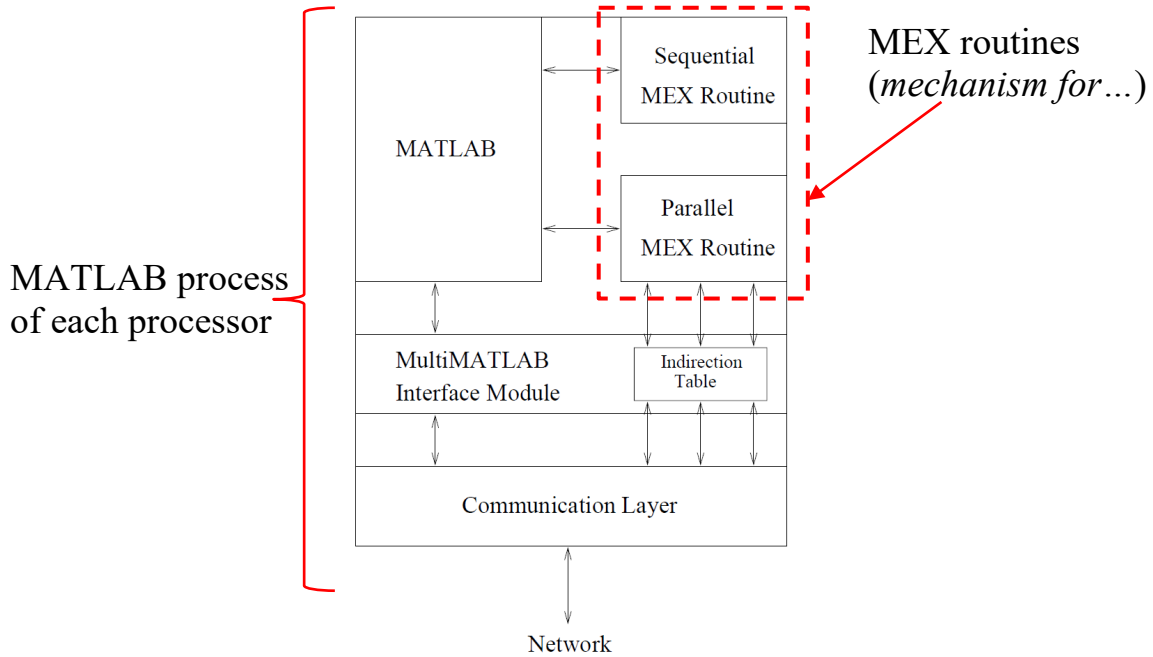 Sequential
MEX Routine
MEX routines
(mechanism for…)
MATLAB
Parallel
MEX Routine
MATLAB process
of each processor
MultiMATLAB
Interface Module
Indirection
Table
Communication Layer
Network